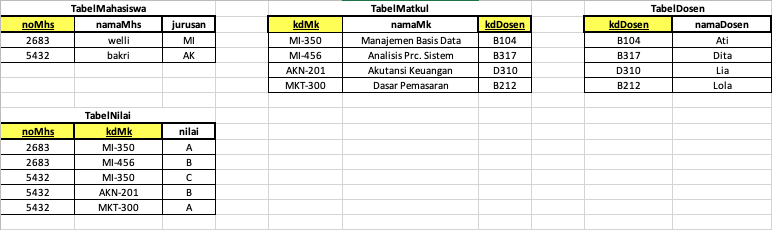 TabelMahasiswa
noMhs namaMhs jurusan
2683 welli MI
5432 bakri AK
TabelMatkul
kdMk namaMk kdDosen
MI-350 Manajemen Basis Data B104
MI-456 Analisis Prc. Sistem B317
AKN-201 Akutansi Keuangan D310
MKT-300 Dasar Pemasaran B212
TabelDosen
kdDosen namaDosen
B104 Ati
B317 Dita
D310 Lia
B212 Lola
TabelNilai
noMhs kdMk nilai
2683 MI-350 A
2683 MI-456 B
5432 MI-350 C
5432 AKN-201 B
5432 MKT-300 A